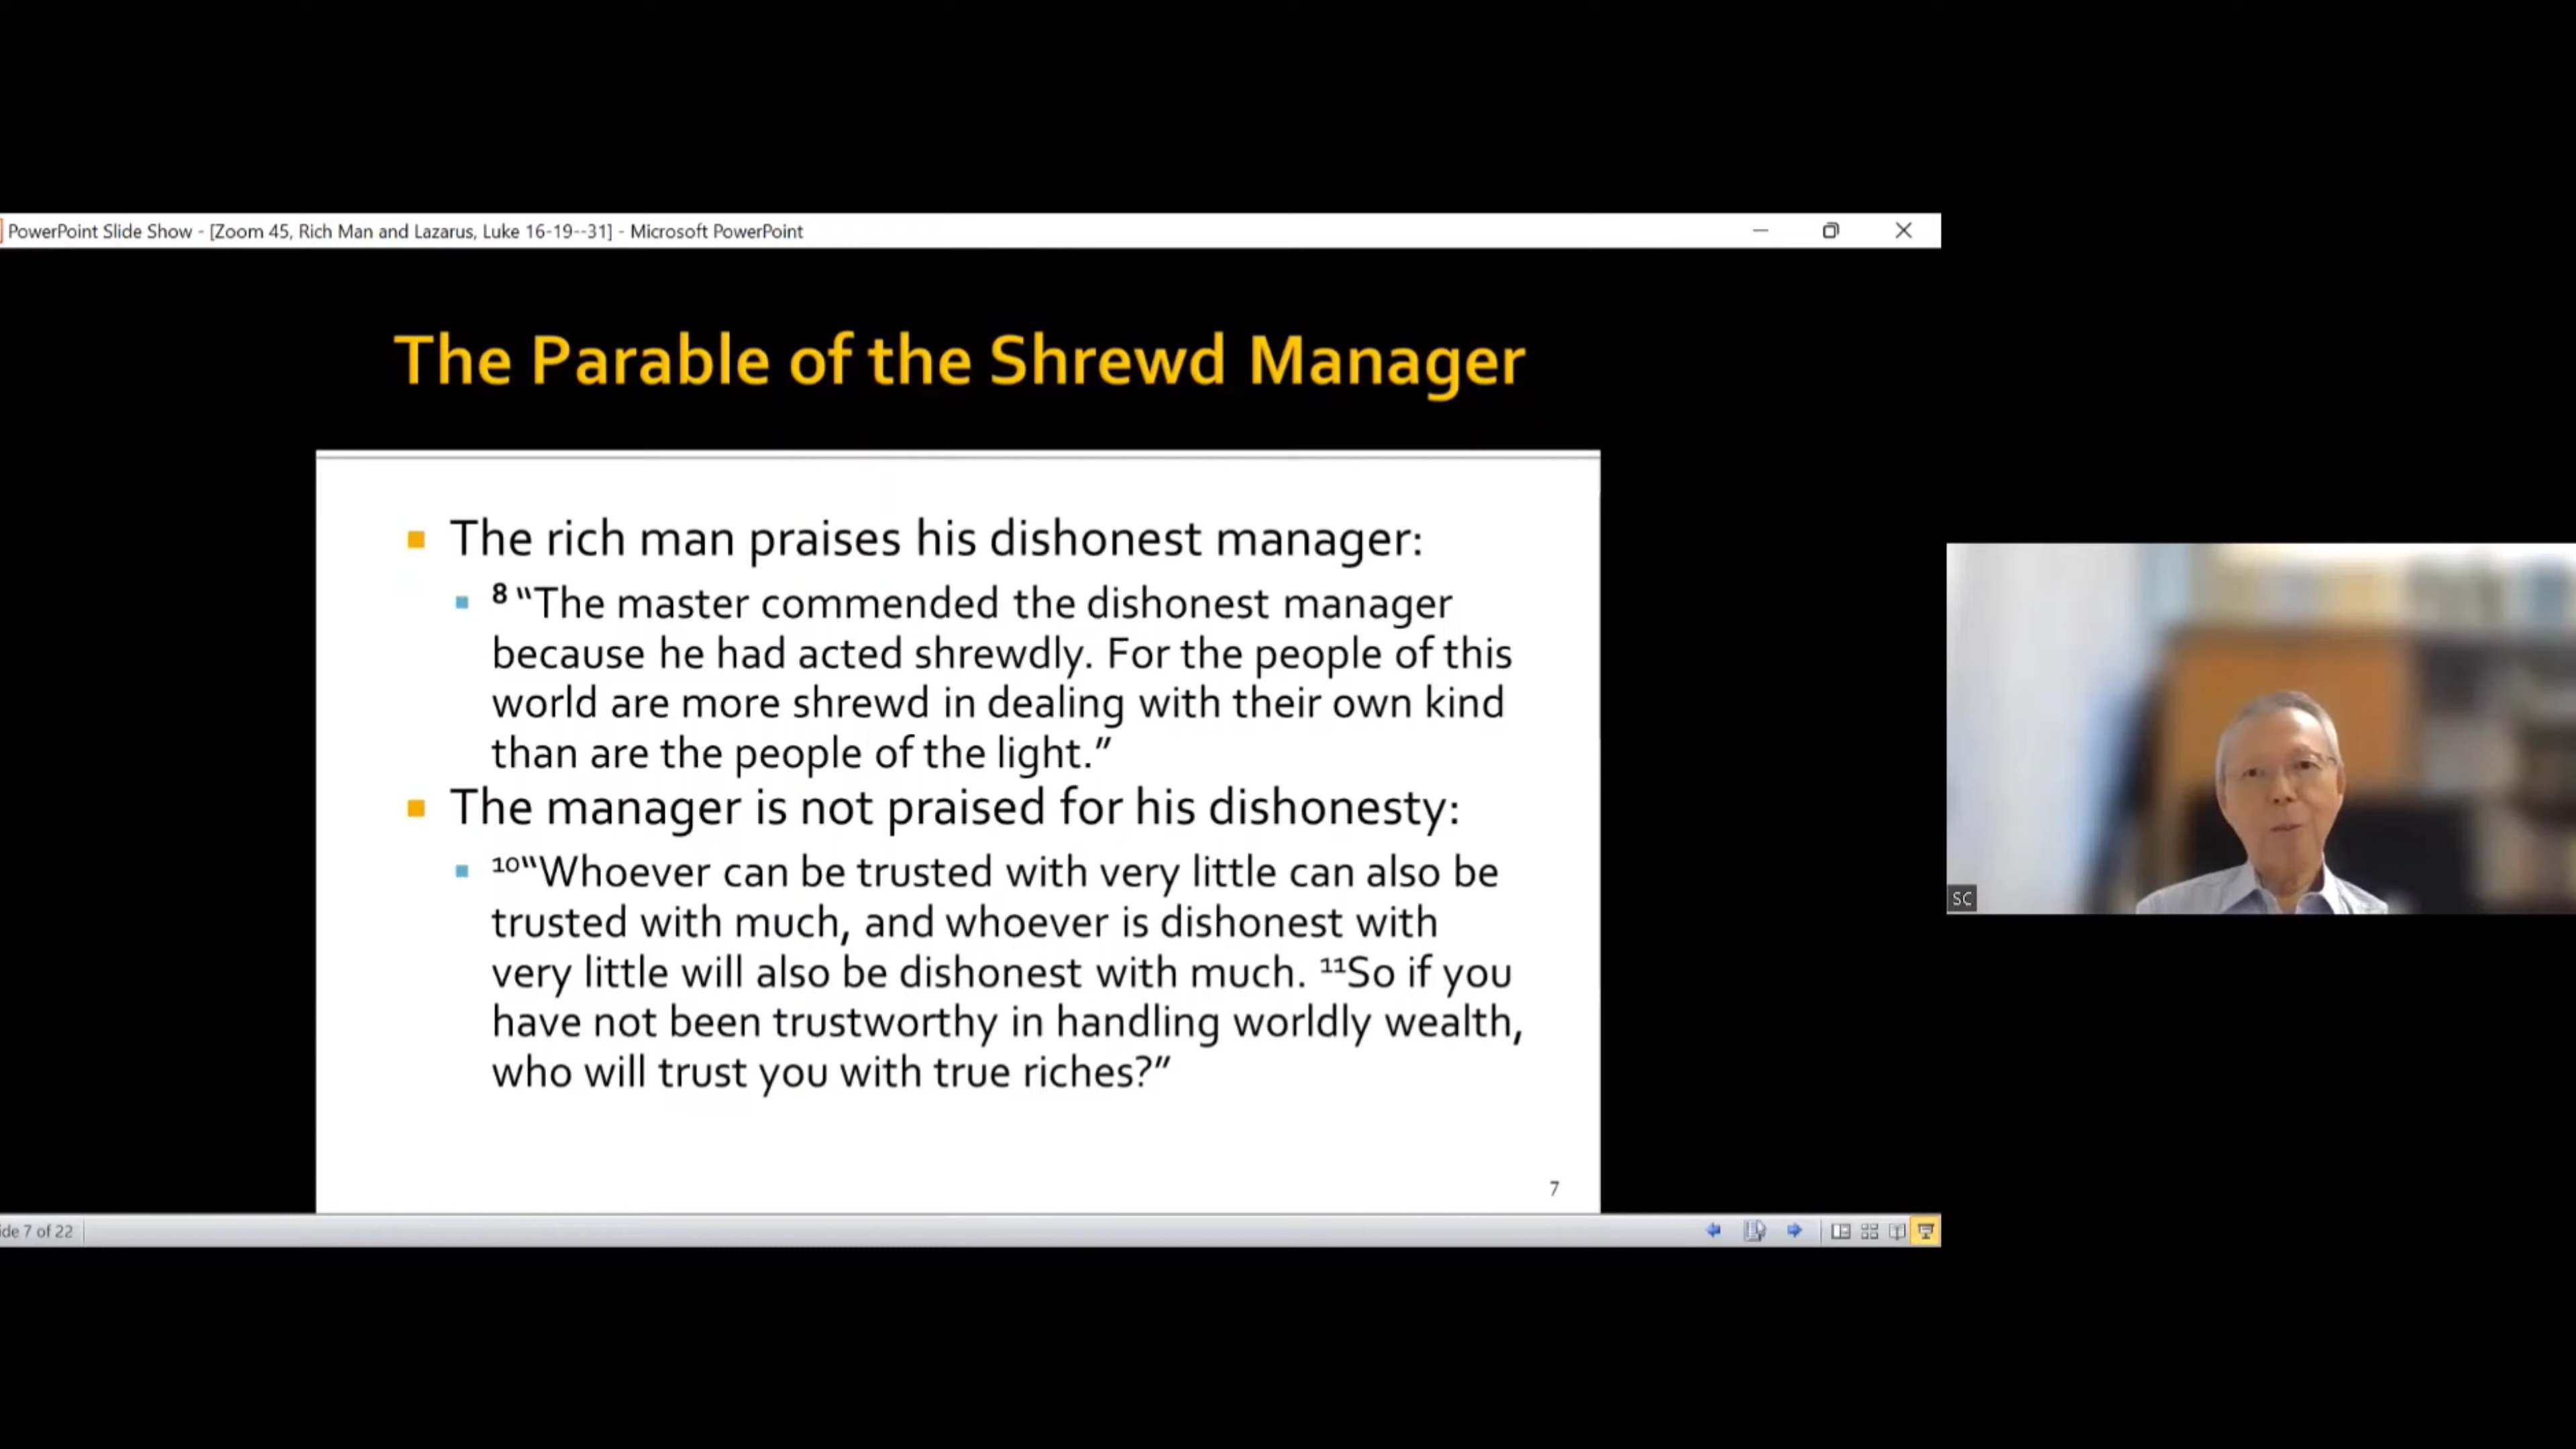 PowerPoint Slide Show - [Zoom 45, Rich Man and Lazarus, Luke 16-19--31] - Microsoft PowerPoint
The Parable of the Shrewd Manager
The rich man praises his dishonest manager:
8 “The master commended the dishonest manager
because he had acted shrewdly. For the people of this
world are more shrewd in dealing with their own kind
than are the people of the light.”
The manager is not praised for his dishonesty:
10“Whoever can be trusted with very little can also be
trusted with much, and whoever is dishonest with
very little will also be dishonest with much. 11So if you
have not been trustworthy in handling worldly wealth,
who will trust you with true riches?”
7
ide 7 of 22
SC